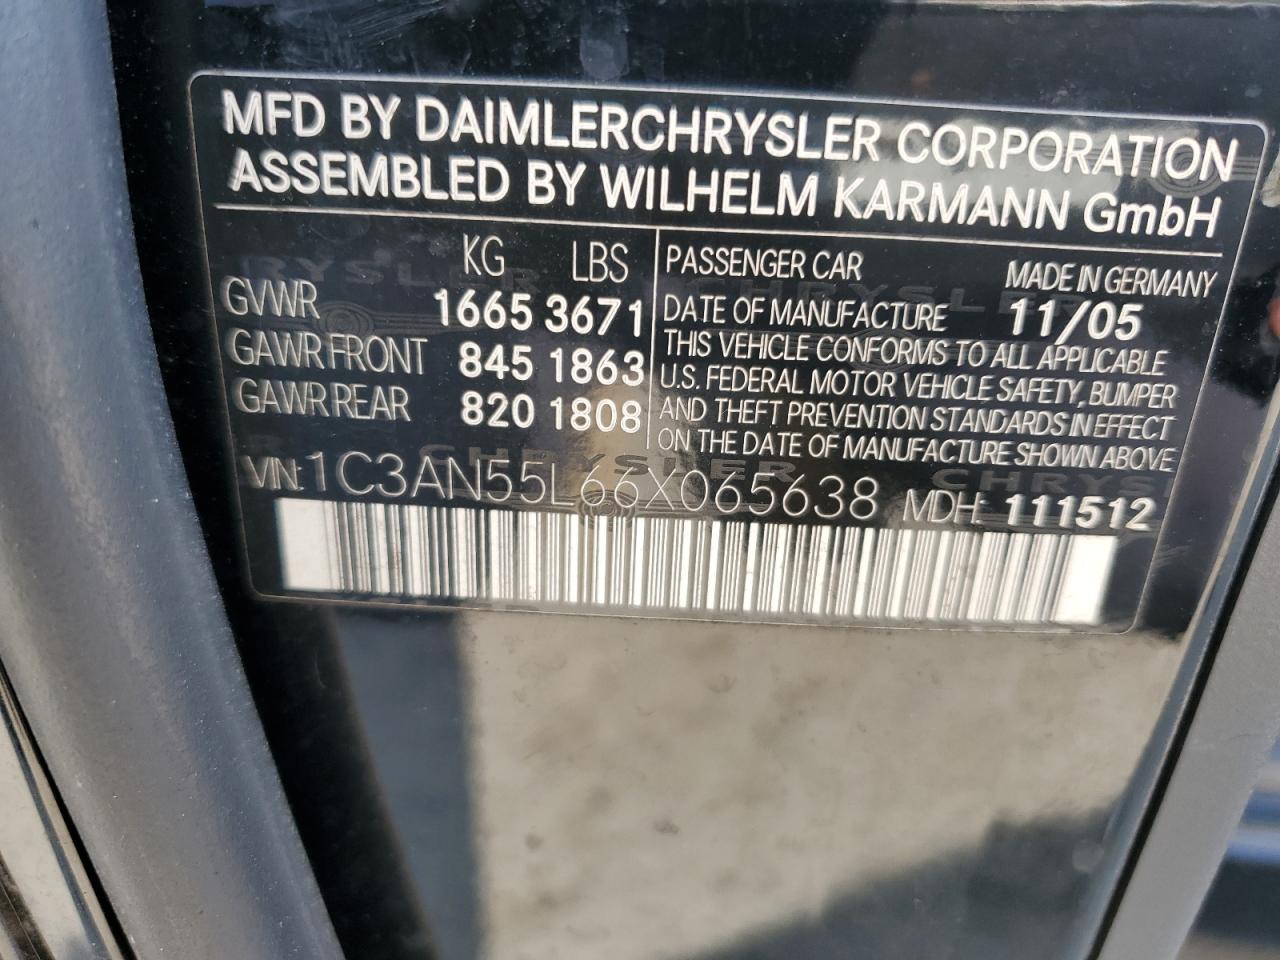 MFD BY DAIMLERCHRYSLER CORPORATION
ASSEMBLED BY WILHELM KARMANN GmbH
KG LBS
GVWR 1665 3671
GAWR FRONT 845 1863
GAWR REAR 820 1808
PASSENGER CAR MADE IN GERMANY
DATE OF MANUFACTURE 11/05
THIS VEHICLE CONFORMS TO ALL APPLICABLE
U.S. FEDERAL MOTOR VEHICLE SAFETY, BUMPER
AND THEFT PREVENTION STANDARDS IN EFFECT
ON THE DATE OF MANUFACTURE SHOWN ABOVE
VIN: 1C3AN55L66X065638 MDH: 111512